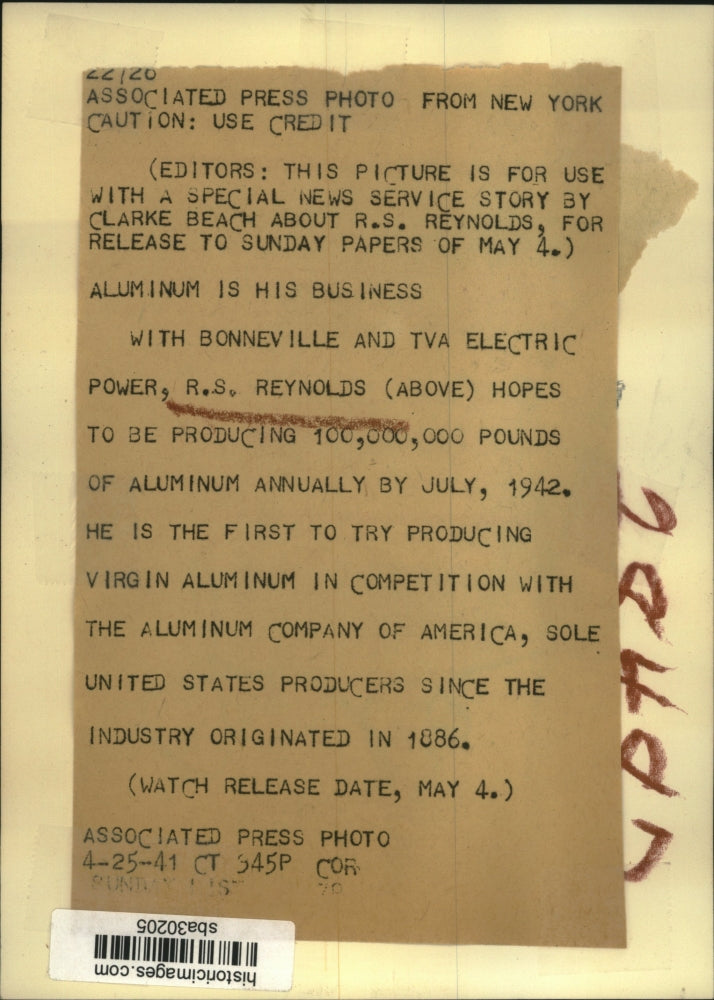 22/26
ASSOCIATED PRESS PHOTO FROM NEW YORK
CAUTION: USE CREDIT
(EDITORS: THIS PICTURE IS FOR USE
WITH A SPECIAL NEWS SERVICE STORY BY
CLARKE BEACH ABOUT R.S. REYNOLDS, FOR
RELEASE TO SUNDAY PAPERS OF MAY 4.)
ALUMINUM IS HIS BUSINESS
WITH BONNEVILLE AND TVA ELECTRIC
POWER, R.S. REYNOLDS (ABOVE) HOPES
TO BE PRODUCING 100,000,000 POUNDS
OF ALUMINUM ANNUALLY BY JULY, 1942.
HE IS THE FIRST TO TRY PRODUCING
VIRGIN ALUMINUM IN COMPETITION WITH
THE ALUMINUM COMPANY OF AMERICA, SOLE
UNITED STATES PRODUCERS SINCE THE
INDUSTRY ORIGINATED IN 1886.
(WATCH RELEASE DATE, MAY 4.)
ASSOCIATED PRESS PHOTO
4-25-41 CT 345P COR
SUNDAY LIST
sba30205
historicimages.com